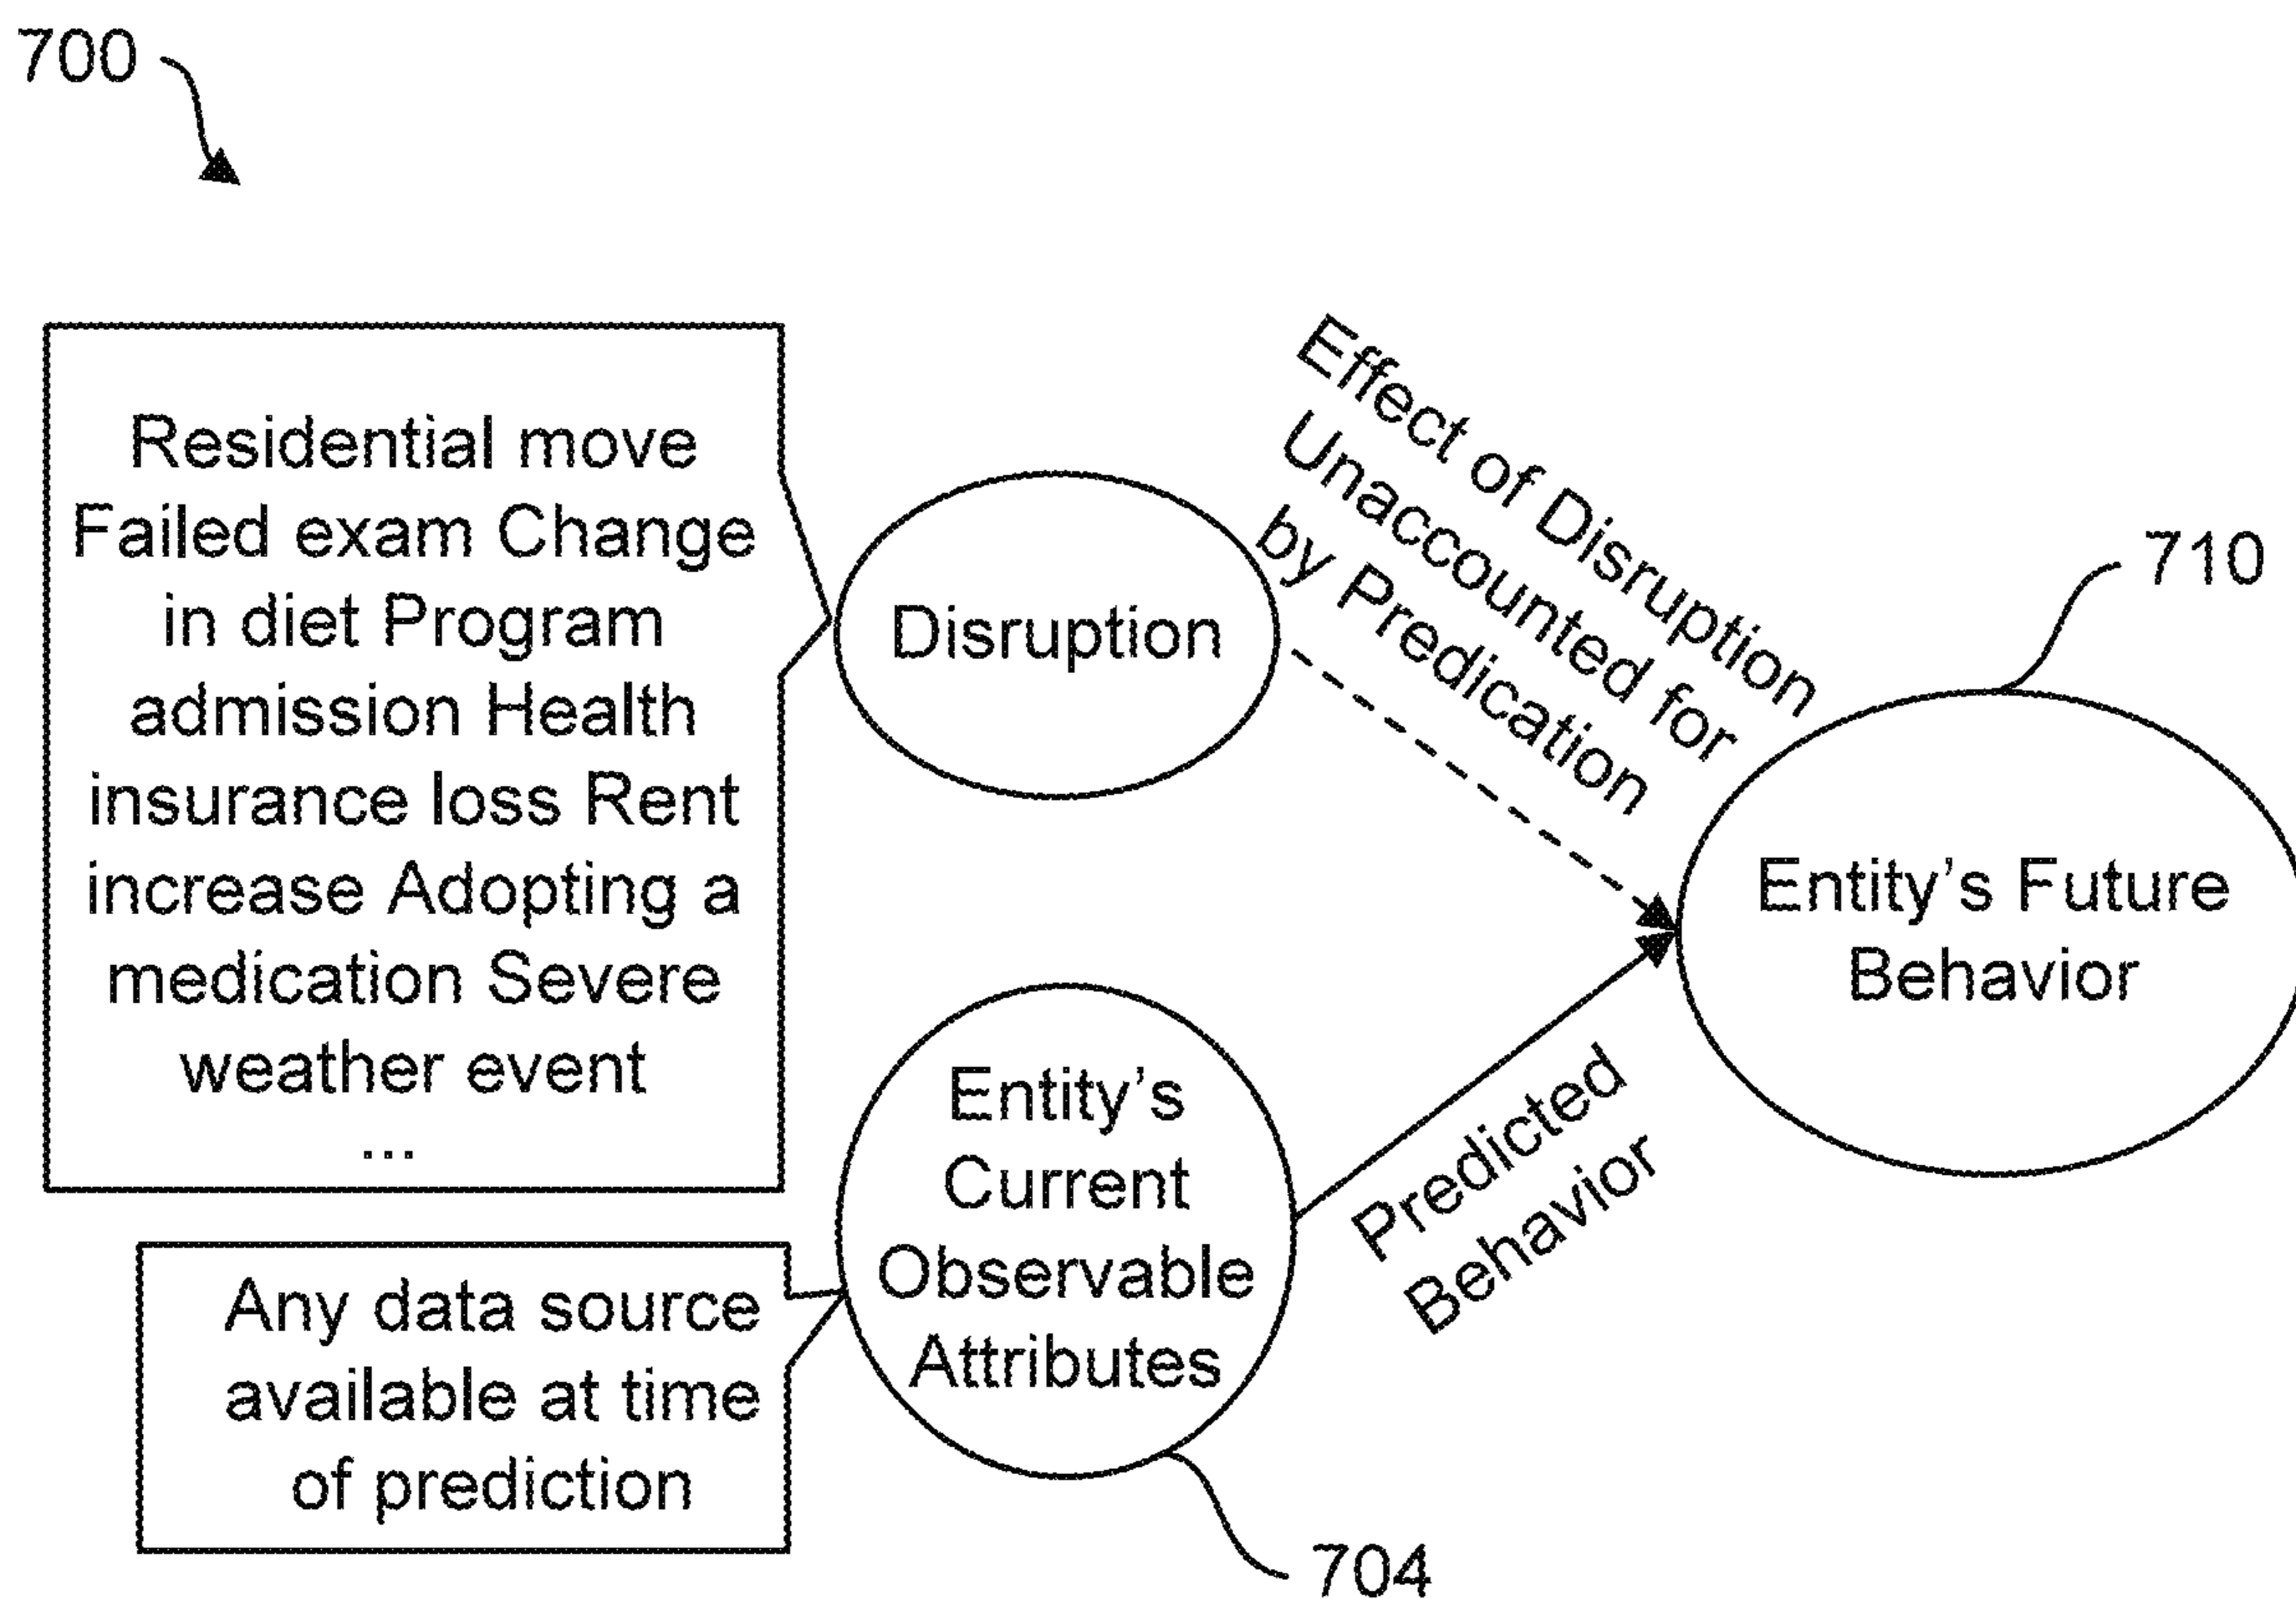 700
Residential move
Failed exam Change
in diet Program
admission Health
insurance loss Rent
increase Adopting a
medication Severe
weather event
...
Disruption
Effect of Disruption
Unaccounted for
by Predication
710
Entity's Future
Behavior
Entity's
Current
Observable
Attributes
Predicted
Behavior
Any data source
available at time
of prediction
704